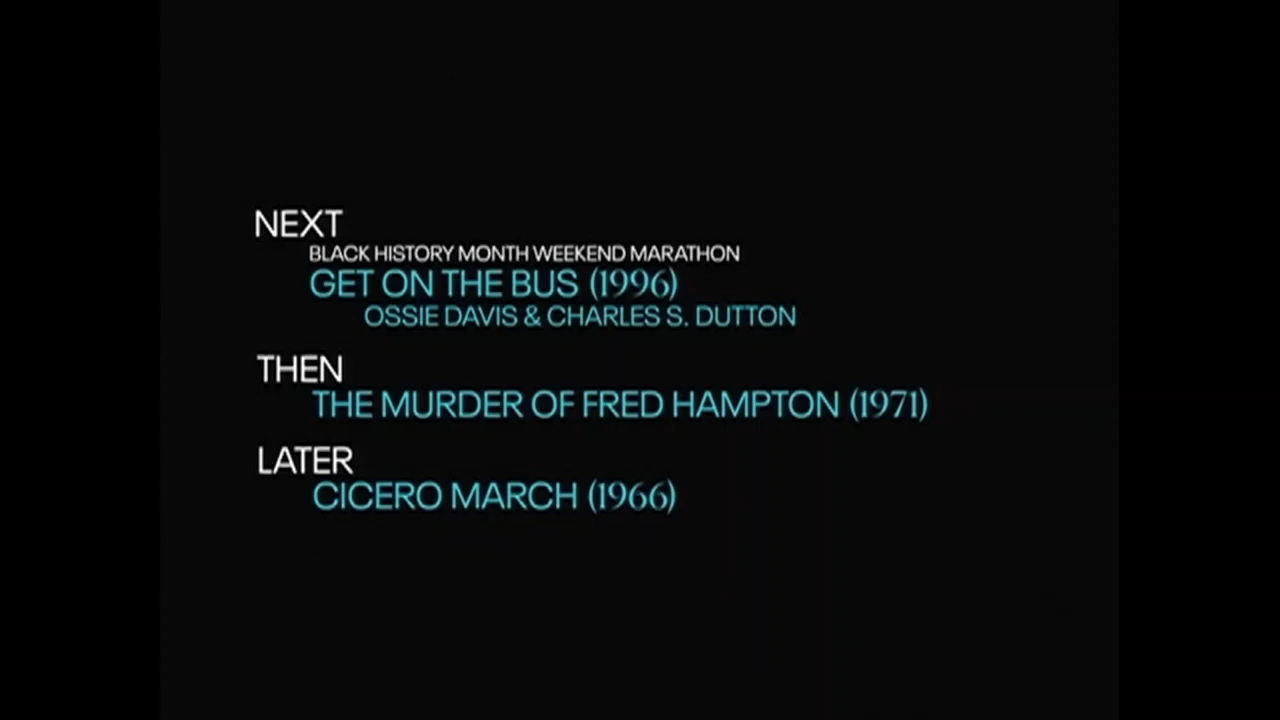 NEXT
BLACK HISTORY MONTH WEEKEND MARATHON
GET ON THE BUS (1996)
OSSIE DAVIS & CHARLES S. DUTTON
THEN
THE MURDER OF FRED HAMPTON (1971)
LATER
CICERO MARCH (1966)